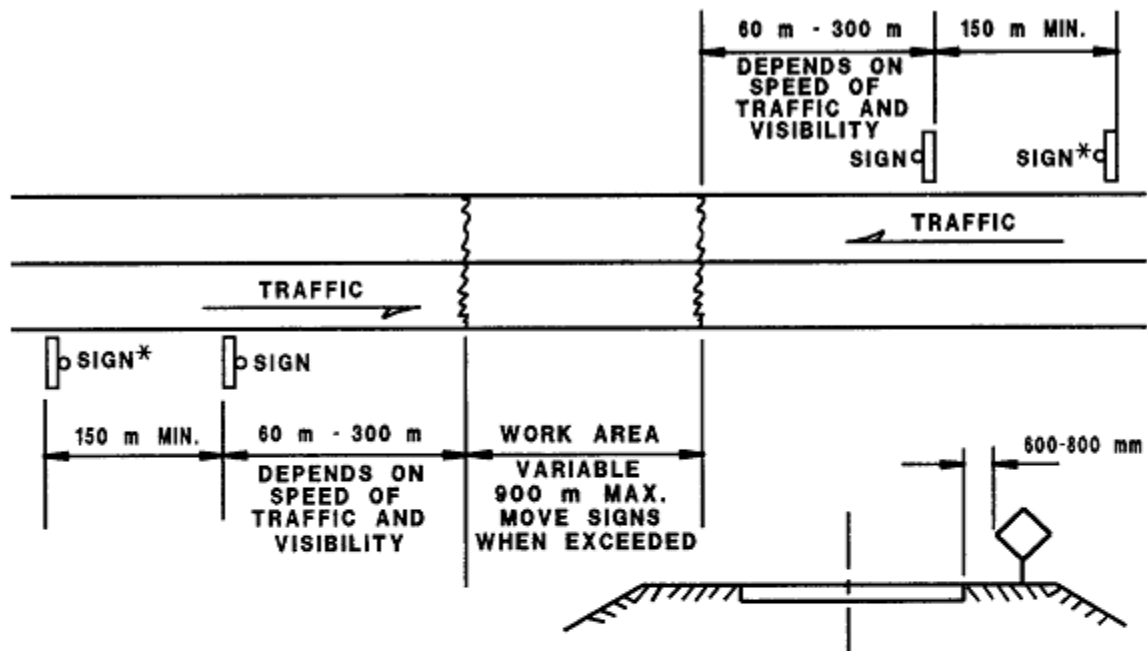 60 m - 300 m
150 m MIN.
DEPENDS ON
SPEED OF
TRAFFIC AND
VISIBILITY
SIGN
SIGN*
TRAFFIC
TRAFFIC
SIGN*
SIGN
150 m MIN.
60 m - 300 m
DEPENDS ON
SPEED OF
TRAFFIC AND
VISIBILITY
WORK AREA
VARIABLE
900 m MAX.
MOVE SIGNS
WHEN EXCEEDED
600-800 mm